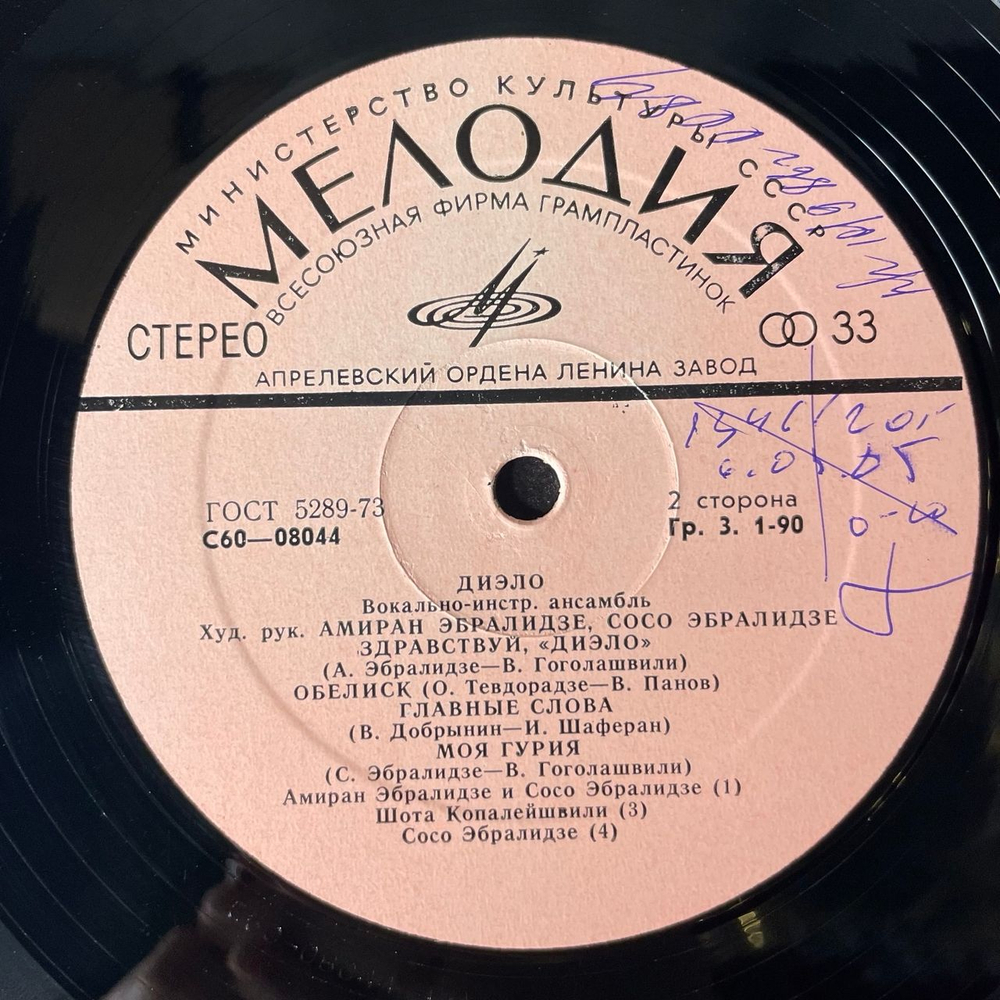 МИНИСТЕРСТВО КУЛЬТУРЫ СССР
МЕЛОДИЯ
ВСЕСОЮЗНАЯ ФИРМА ГРАМПЛАСТИНОК
СТЕРЕО
33
АПРЕЛЕВСКИЙ ОРДЕНА ЛЕНИНА ЗАВОД
ГОСТ 5289-73
С60—08044
2 сторона
Гр. 3. 1-90
ДИЭЛО
Вокально-инстр. ансамбль
Худ. рук. АМИРАН ЭБРАЛИДЗЕ, СОСО ЭБРАЛИДЗЕ
ЗДРАВСТВУЙ, «ДИЭЛО»
(А. Эбралидзе—В. Гоголашвили)
ОБЕЛИСК (О. Тевдорадзе—В. Панов)
ГЛАВНЫЕ СЛОВА
(В. Добрынин—И. Шаферан)
МОЯ ГУРИЯ
(С. Эбралидзе—В. Гоголашвили)
Амиран Эбралидзе и Сосо Эбралидзе (1)
Шота Копалейшвили (3)
Сосо Эбралидзе (4)